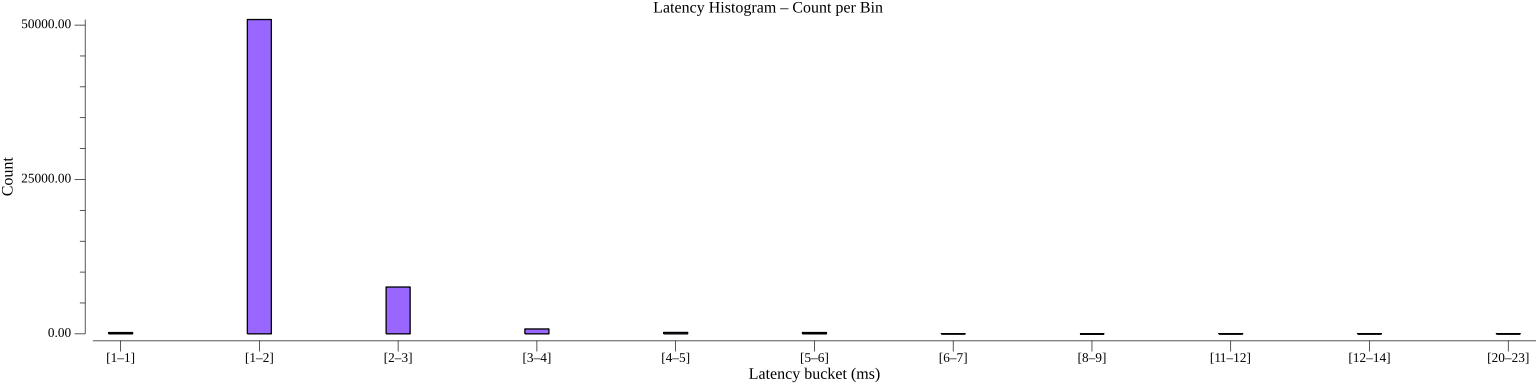 Latency Histogram – Count per Bin
50000.00
25000.00
0.00
Count
[1–1] [1–2] [2–3] [3–4] [4–5] [5–6] [6–7] [8–9] [11–12] [12–14] [20–23]
Latency bucket (ms)